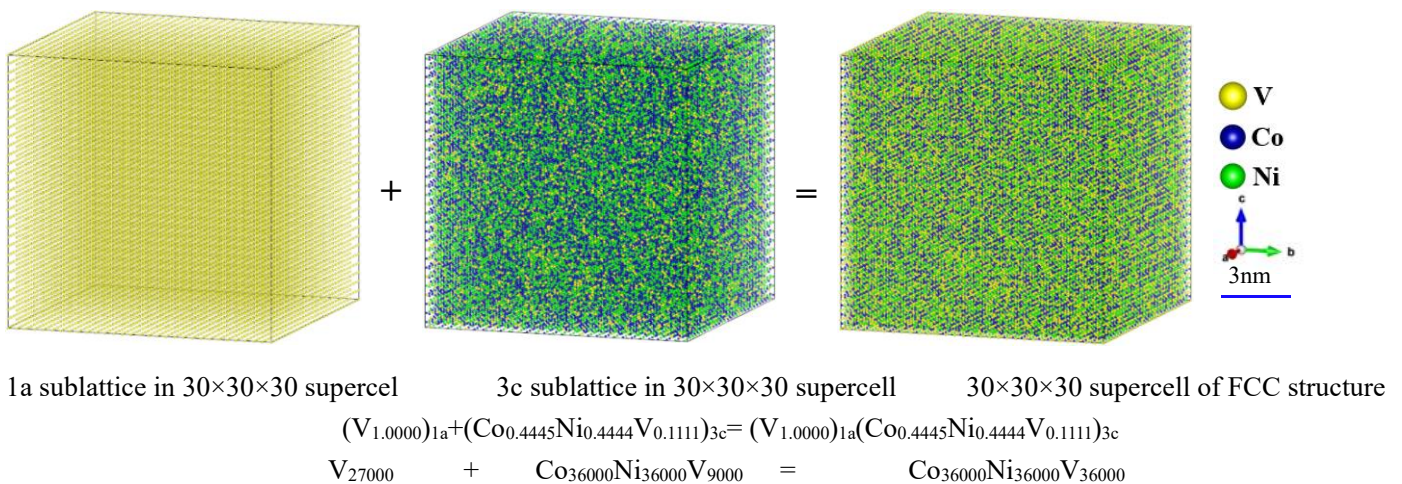 V
Co
Ni
+
=
c
a
b
3nm
1a sublattice in 30×30×30 supercel 3c sublattice in 30×30×30 supercell 30×30×30 supercell of FCC structure
(V1.0000)1a+(Co0.4445Ni0.4444V0.1111)3c= (V1.0000)1a(Co0.4445Ni0.4444V0.1111)3c
V27000 + Co36000Ni36000V9000 = Co36000Ni36000V36000